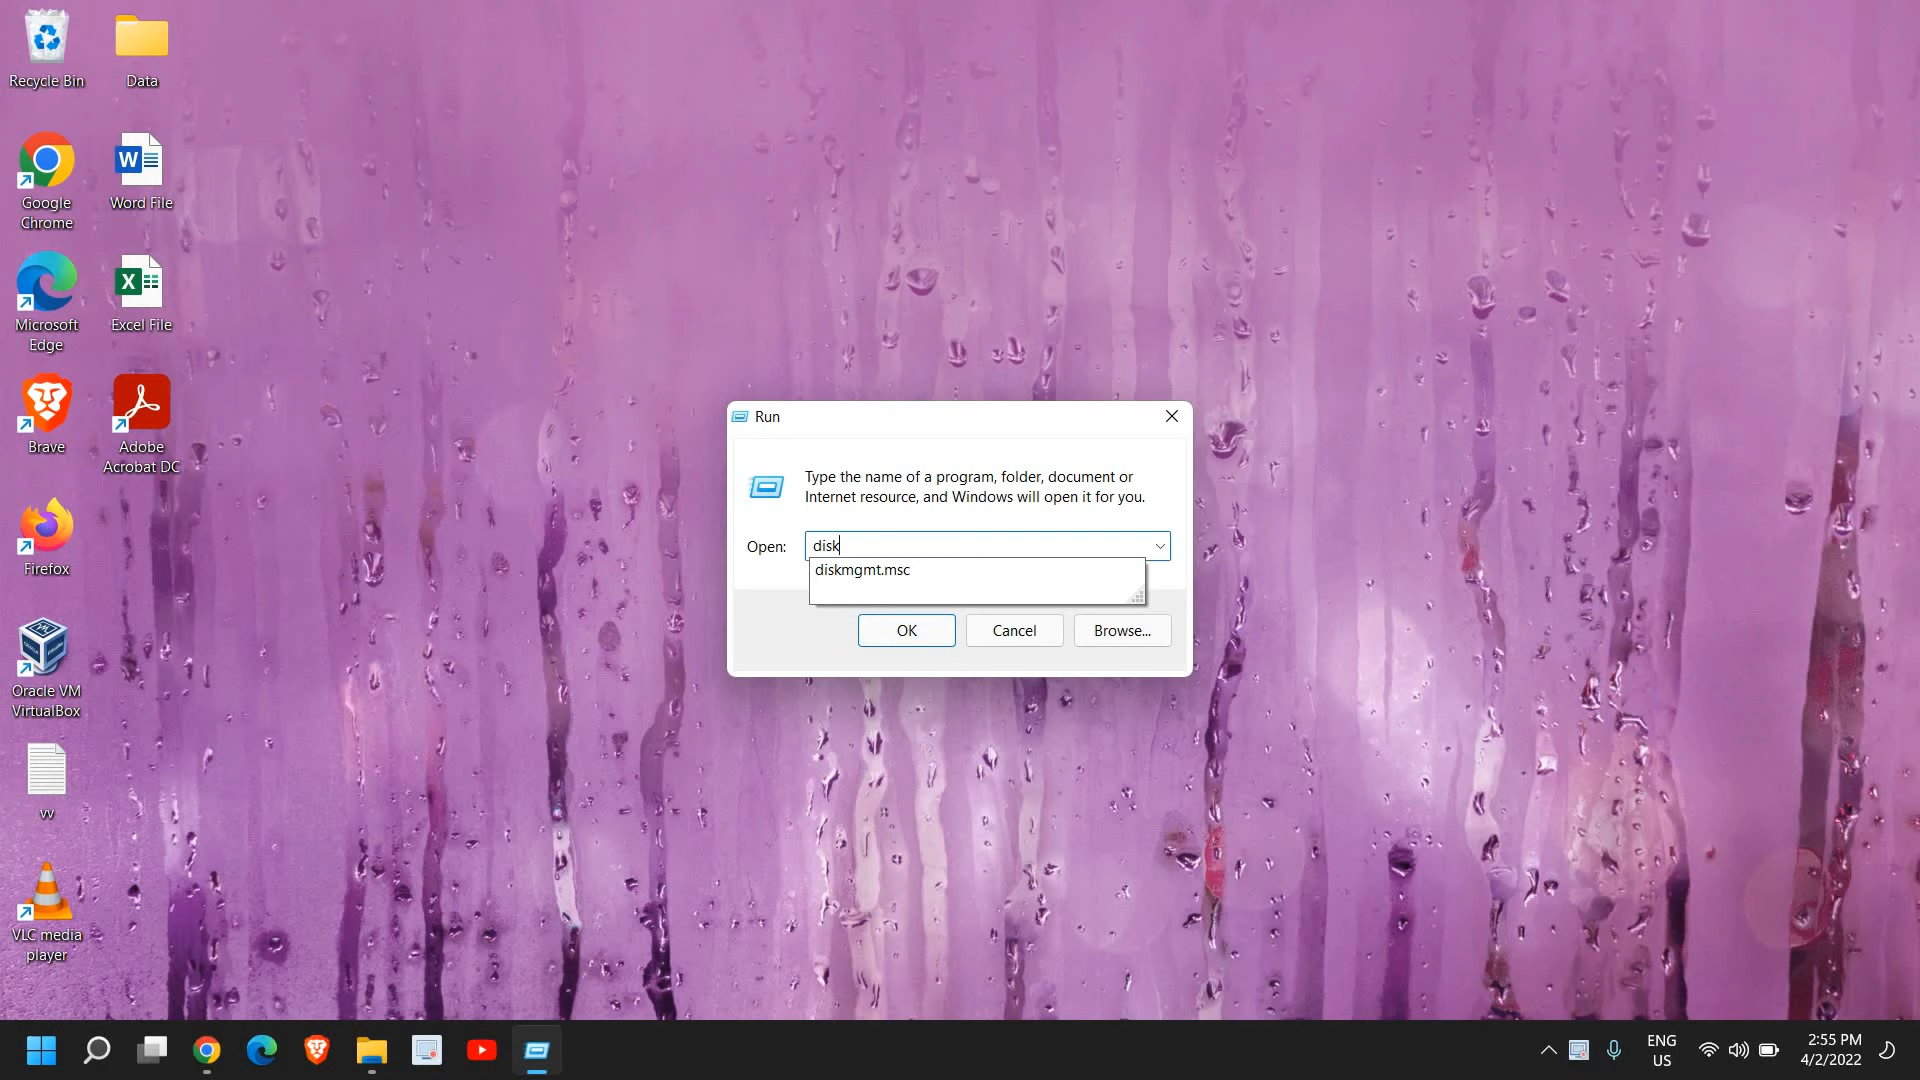 Recycle Bin
Data
Google
Chrome
Word File
Microsoft
Edge
Excel File
Brave
Adobe
Acrobat DC
Firefox
Oracle VM
VirtualBox
vv
VLC media
player
Run
Type the name of a program, folder, document or
Internet resource, and Windows will open it for you.
Open: disk
diskmgmt.msc
OK
Cancel
Browse...
ENG
US
2:55 PM
4/2/2022